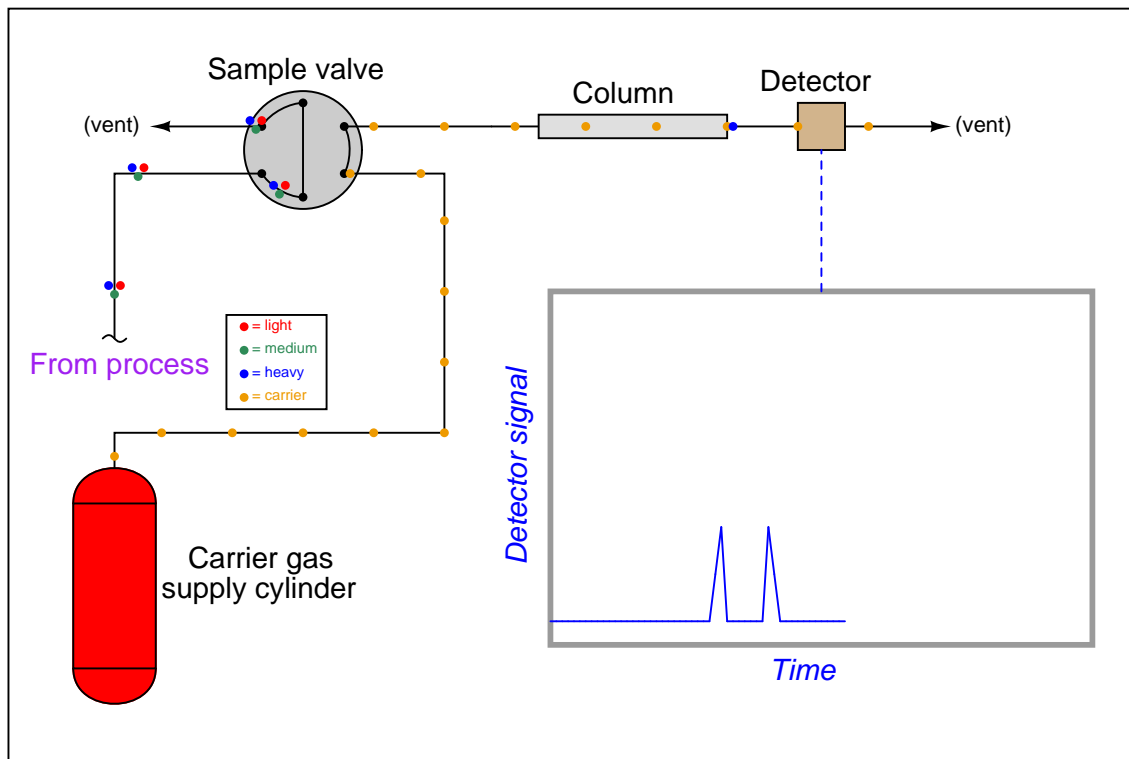 Sample valve
Column
Detector
(vent)
(vent)
From process
= light
= medium
= heavy
= carrier
Detector signal
Carrier gas
supply cylinder
Time